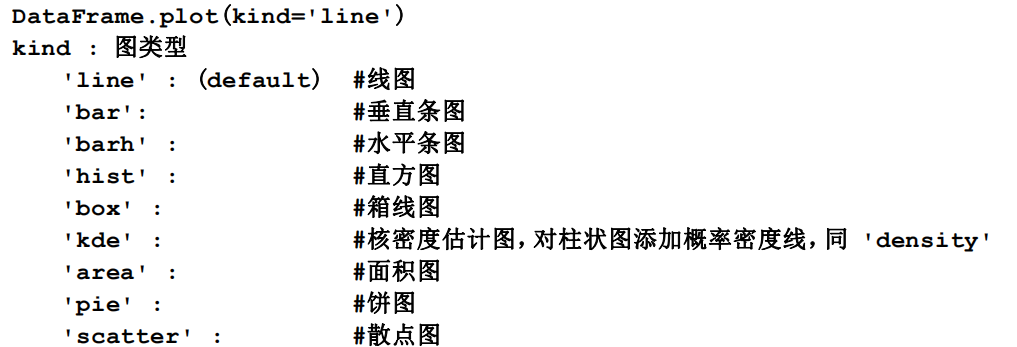 DataFrame.plot(kind='line')
kind : 图类型
'line' : (default) #线图
'bar': #垂直条图
'barh' : #水平条图
'hist' : #直方图
'box' : #箱线图
'kde' : #核密度估计图，对柱状图添加概率密度线，同 'density'
'area' : #面积图
'pie' : #饼图
'scatter' : #散点图